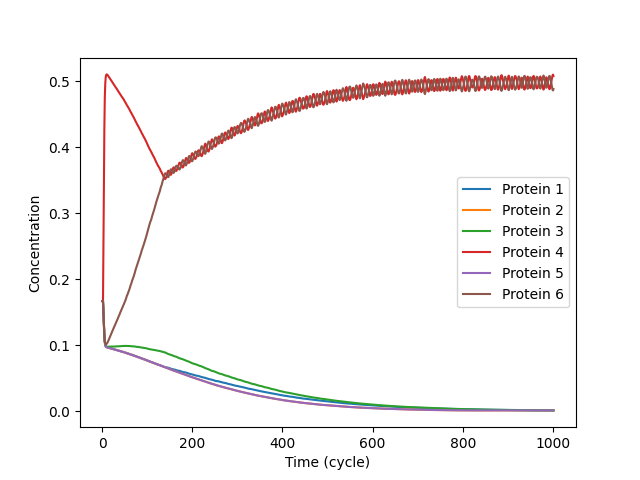 0.5
0.4
0.3
0.2
0.1
0.0
Concentration
Protein 1
Protein 2
Protein 3
Protein 4
Protein 5
Protein 6
0 200 400 600 800 1000
Time (cycle)